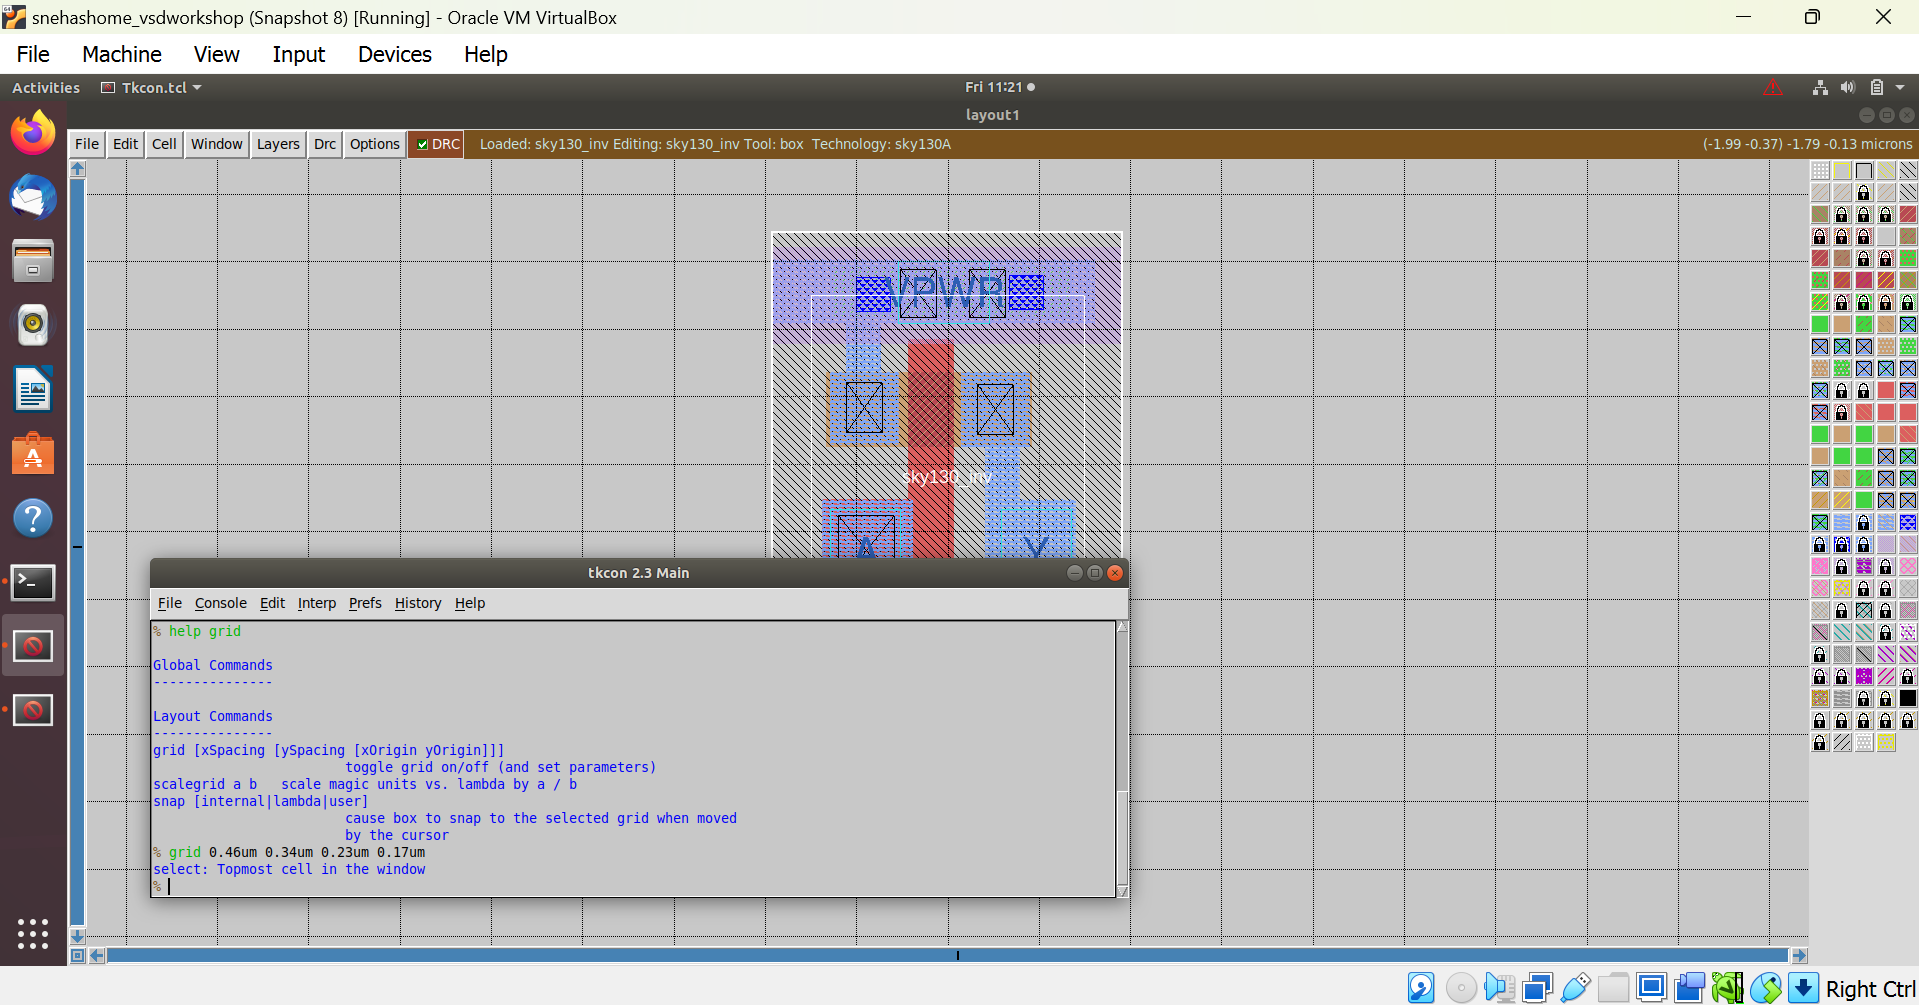 snehashome_vsdworkshop (Snapshot 8) [Running] - Oracle VM VirtualBox
File Machine View Input Devices Help
Activities Tkcon.tcl Fri 11:21
layout1
File Edit Cell Window Layers Drc Options DRC Loaded: sky130_inv Editing: sky130_inv Tool: box Technology: sky130A (-1.99 -0.37) -1.79 -0.13 microns
VPWR
sky130_inv
A Y
tkcon 2.3 Main
File Console Edit Interp Prefs History Help
% help grid
Global Commands
---------------
Layout Commands
---------------
grid [xSpacing [ySpacing [xOrigin yOrigin]]]
toggle grid on/off (and set parameters)
scalegrid a b scale magic units vs. lambda by a / b
snap [internal|lambda|user]
cause box to snap to the selected grid when moved
by the cursor
% grid 0.46um 0.34um 0.23um 0.17um
select: Topmost cell in the window
%
Right Ctrl